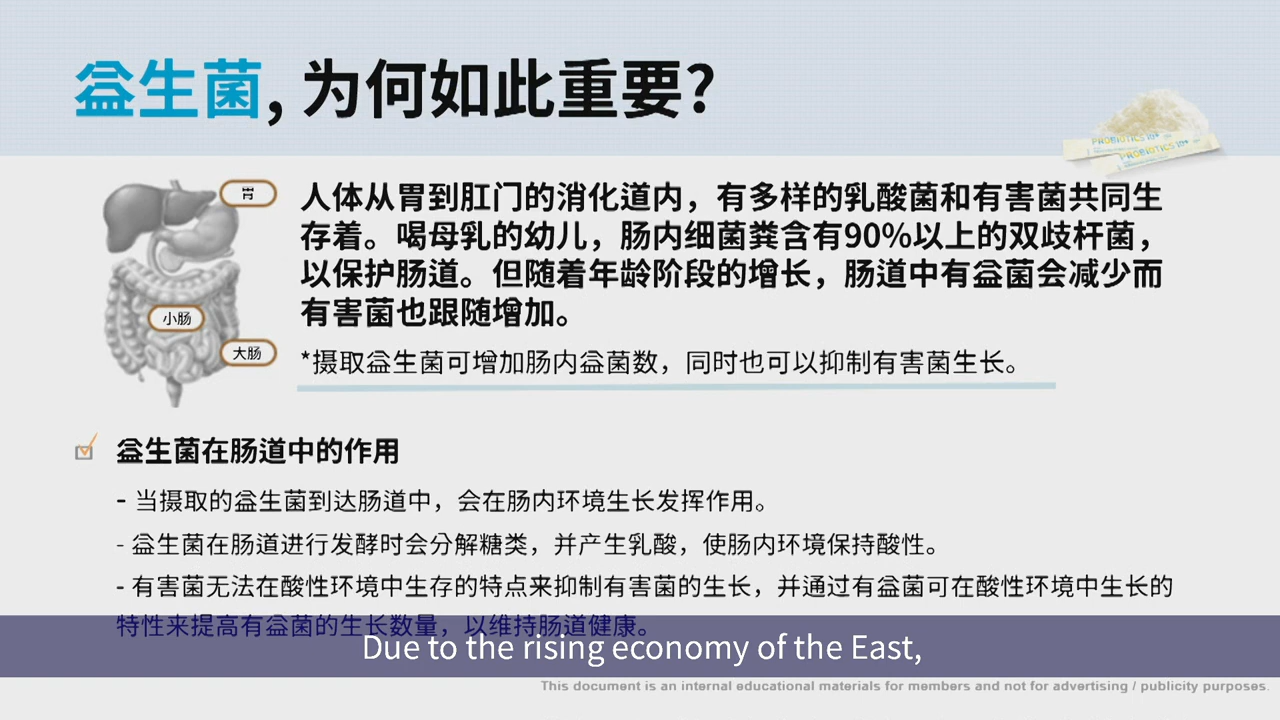 益生菌, 为何如此重要?
PROBIOTICS 10+
PROBIOTICS 10+
胃
人体从胃到肛门的消化道内，有多样的乳酸菌和有害菌共同生
存着。喝母乳的幼儿，肠内细菌粪含有90%以上的双歧杆菌，
以保护肠道。但随着年龄阶段的增长，肠道中有益菌会减少而
有害菌也跟随增加。
小肠
大肠
*摄取益生菌可增加肠内益菌数，同时也可以抑制有害菌生长。
益生菌在肠道中的作用
- 当摄取的益生菌到达肠道中，会在肠内环境生长发挥作用。
- 益生菌在肠道进行发酵时会分解糖类，并产生乳酸，使肠内环境保持酸性。
- 有害菌无法在酸性环境中生存的特点来抑制有害菌的生长，并通过有益菌可在酸性环境中生长的
特性来提高有益菌的生长数量，以维持肠道健康。
Due to the rising economy of the East,
This document is an internal educational materials for members and not for advertising / publicity purposes.